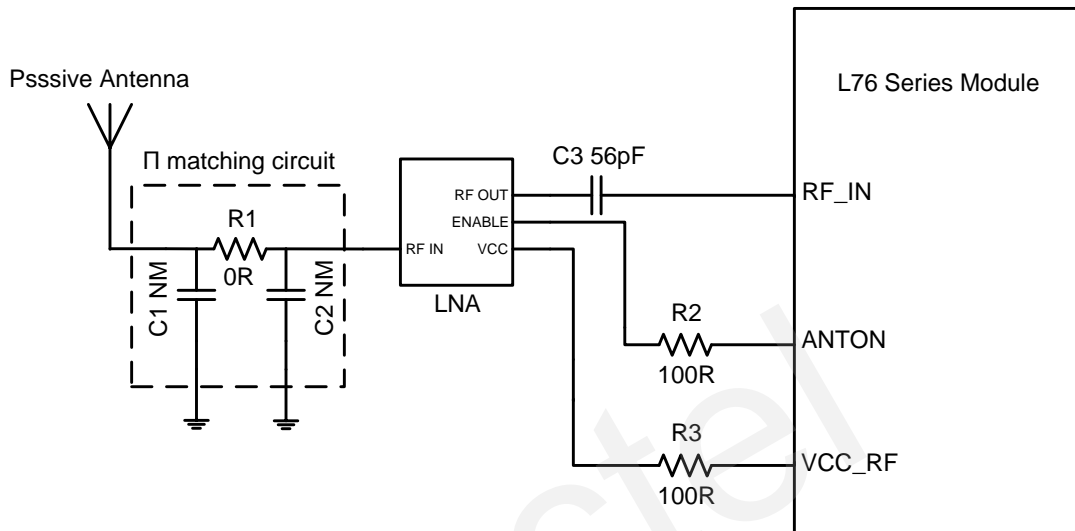 Psssive Antenna
L76 Series Module
Π matching circuit
C3 56pF
R1
0R
C1 NM
C2 NM
RF IN
RF OUT
ENABLE
VCC
LNA
RF_IN
R2
100R
ANTON
R3
100R
VCC_RF